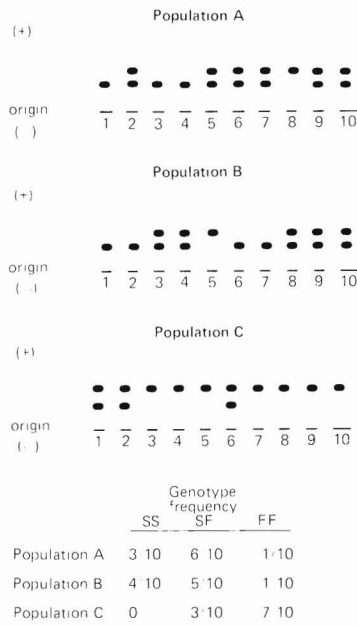 Population A
(+)
origin
1 2 3 4 5 6 7 8 9 10
( )
Population B
(+)
origin
1 2 3 4 5 6 7 8 9 10
( - )
Population C
(+)
origin
1 2 3 4 5 6 7 8 9 10
( - )
Genotype
frequency
SS SF FF
Population A 3/10 6/10 1/10
Population B 4/10 5/10 1/10
Population C 0 3/10 7/10